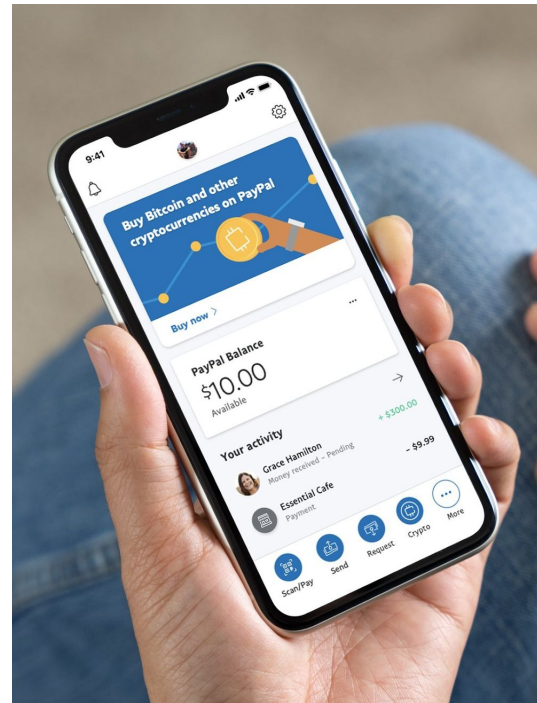 9:41
Buy Bitcoin and other
cryptocurrencies on PayPal
Buy now
PayPal Balance
$10.00
Available
Your activity
Grace Hamilton
Money received – Pending
+ $300.00
Essential Cafe
Payment
- $9.99
Scan/Pay
Send
Request
Crypto
More